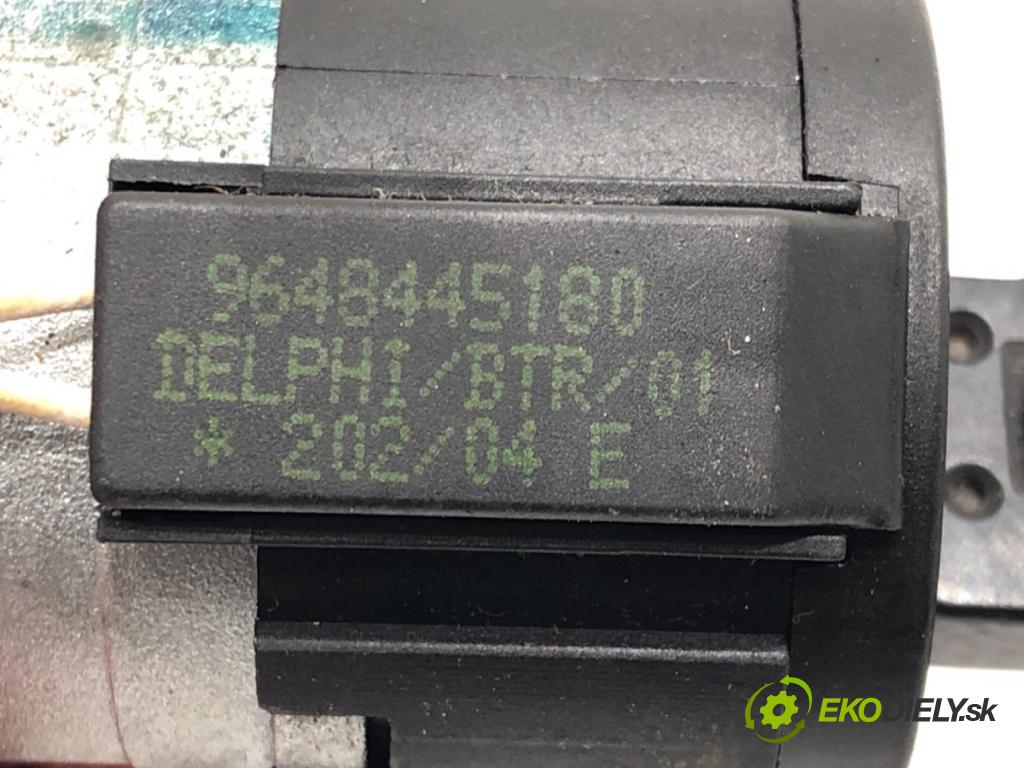 9648445180
DELPHI/BTR/01
* 202/04 E
EKODIELY.sk